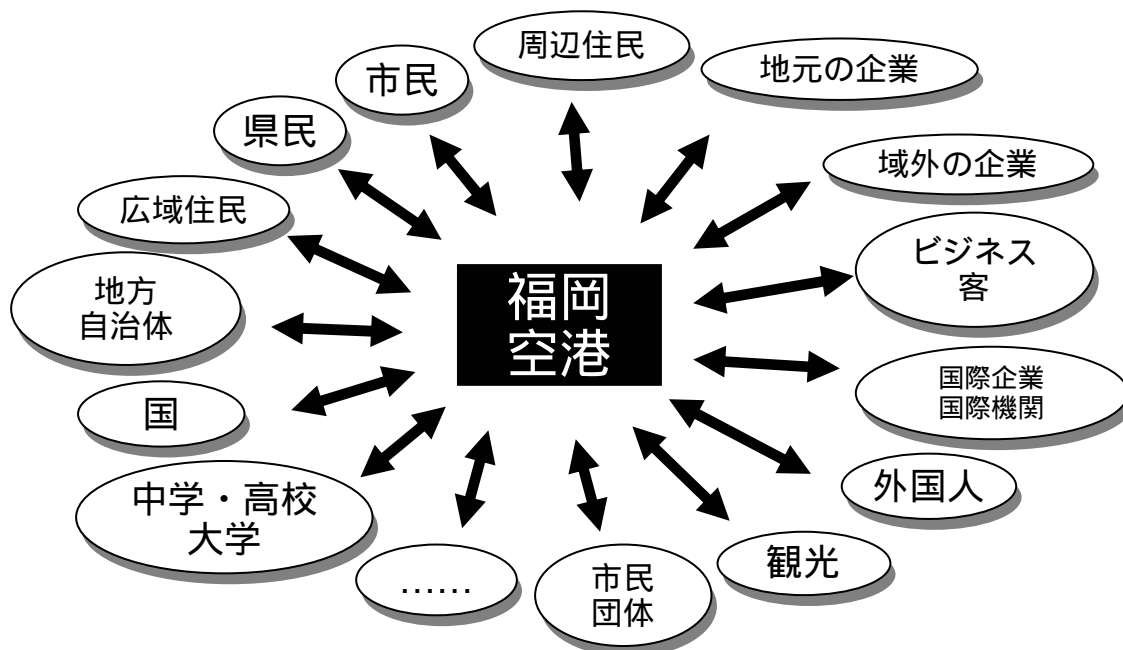 周辺住民
地元の企業
市民
県民
域外の企業
広域住民
ビジネス
客
地方
自治体
福岡
空港
国際企業
国際機関
国
外国人
中学・高校
大学
観光
……
市民
団体